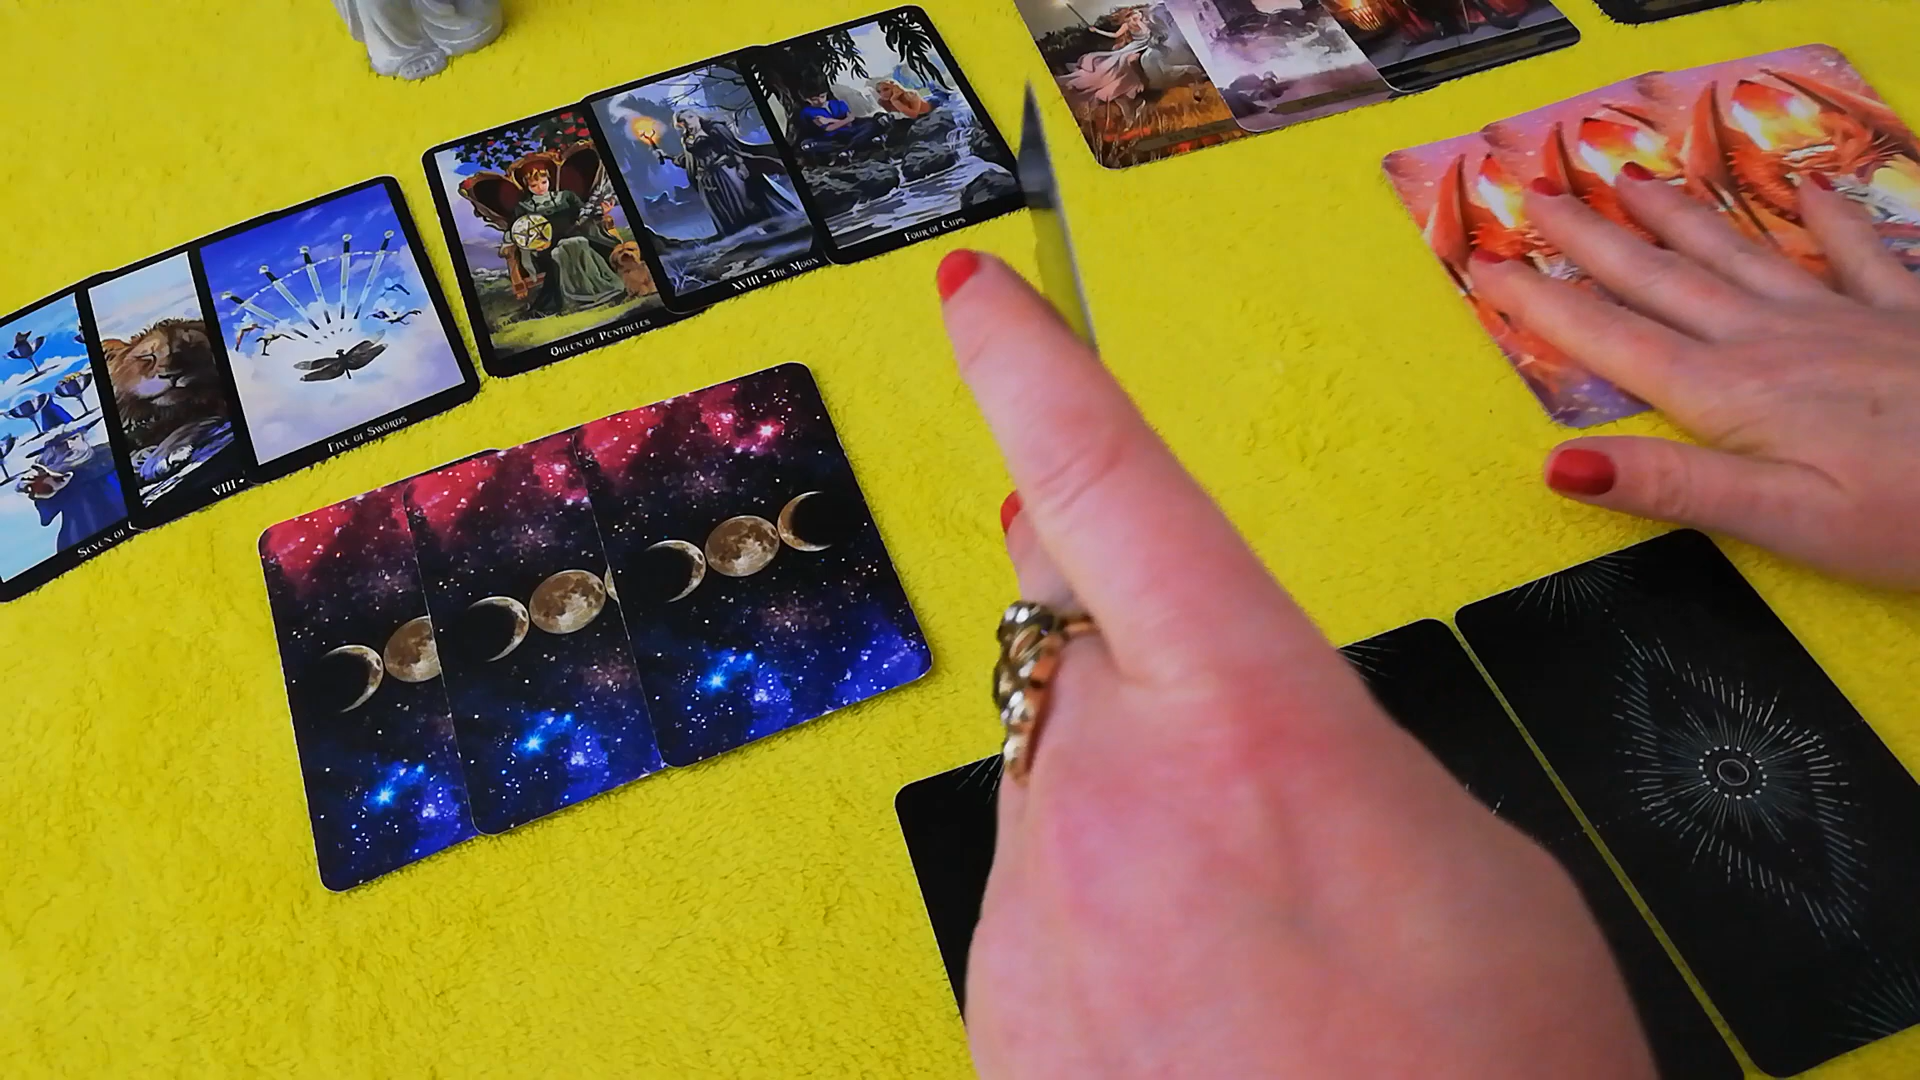 Seven of
VIII •
Five of Swords
Queen of Pentacles
XVIII • The Moon
Four of Cups